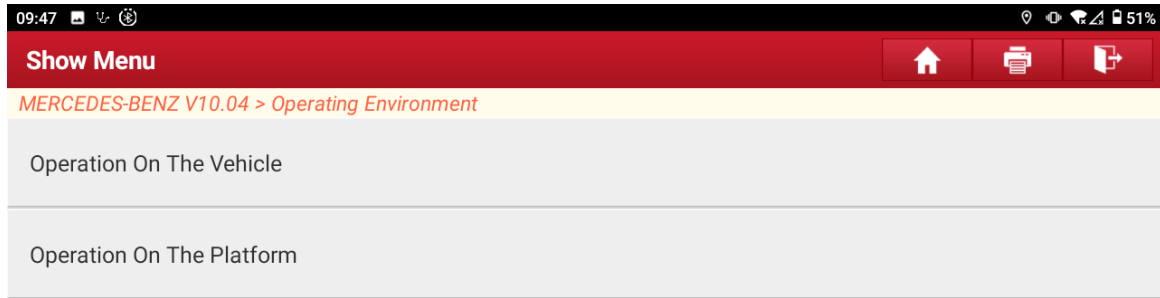 09:47 51%
Show Menu
MERCEDES-BENZ V10.04 > Operating Environment
Operation On The Vehicle
Operation On The Platform